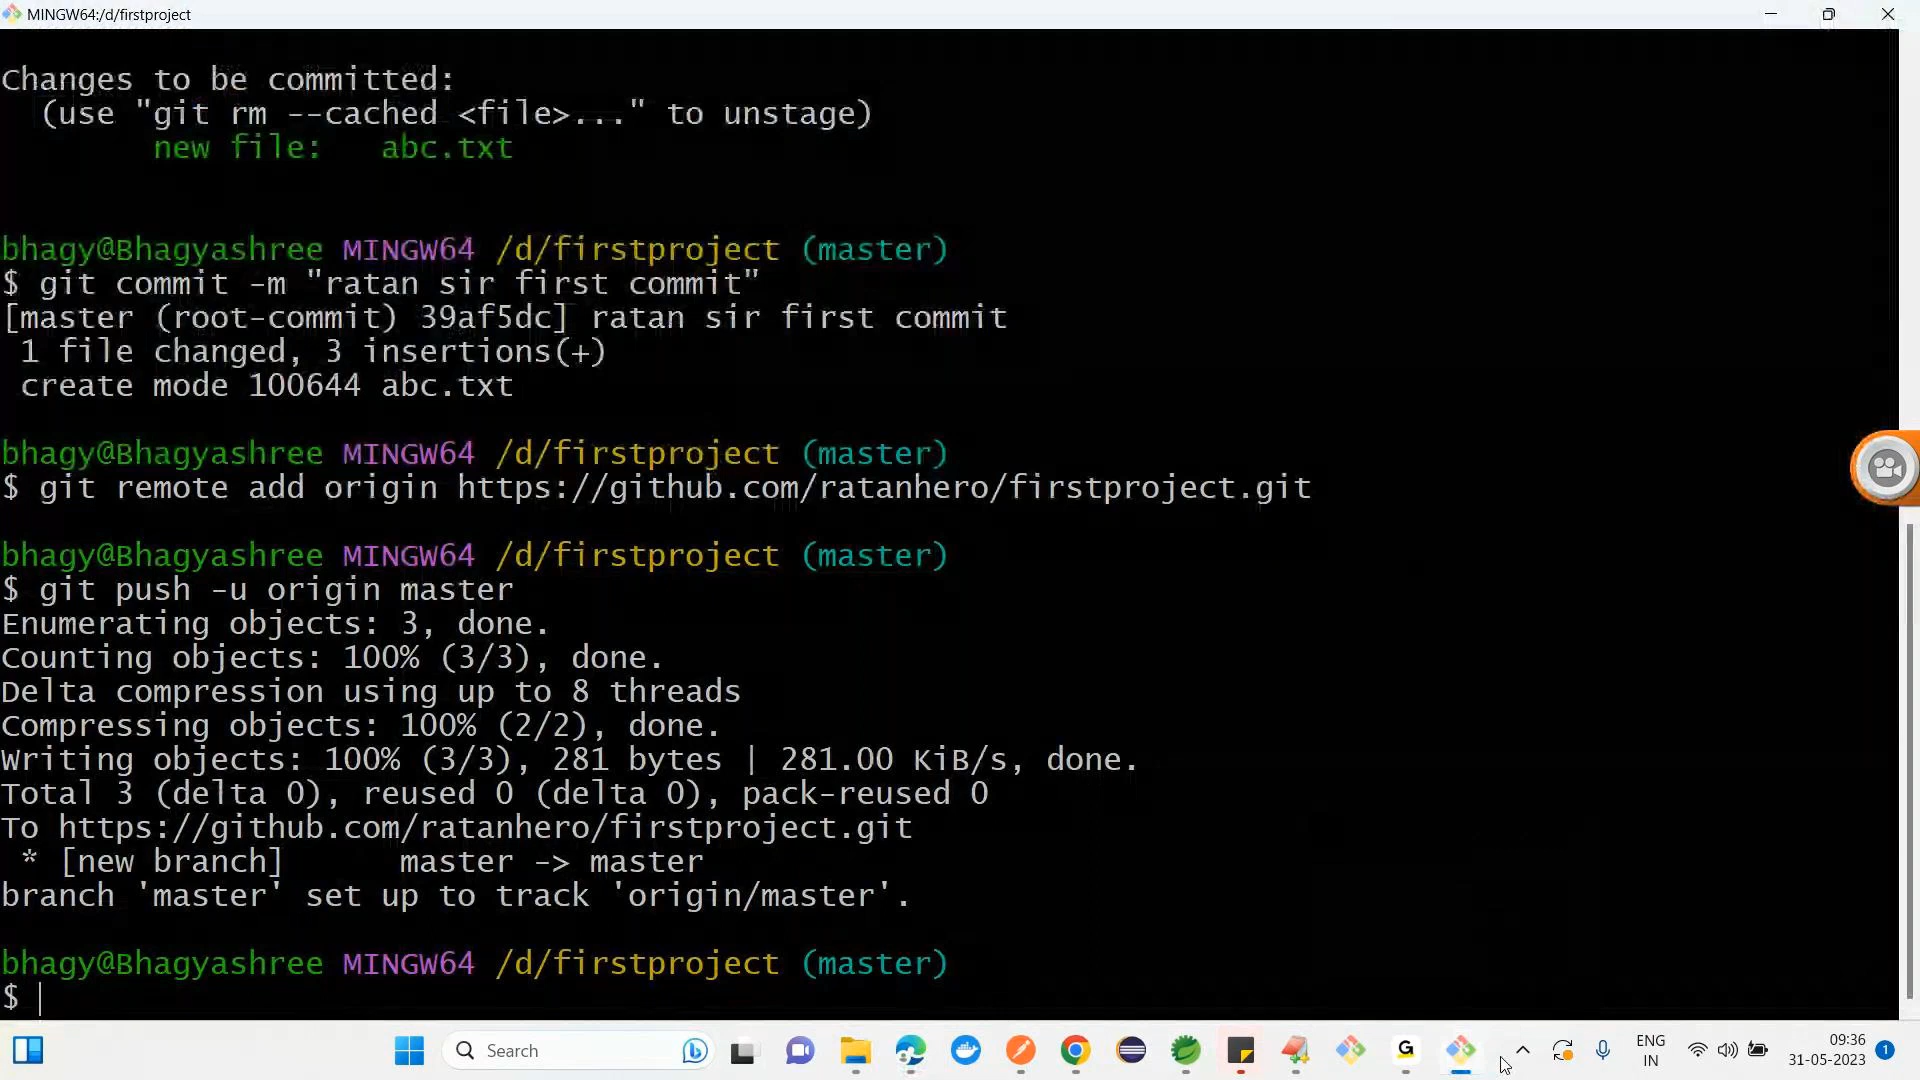 MINGW64:/d/firstproject
Changes to be committed:
(use "git rm --cached <file>..." to unstage)
new file:   abc.txt
bhagy@Bhagyashree MINGW64 /d/firstproject (master)
$ git commit -m "ratan sir first commit"
[master (root-commit) 39af5dc] ratan sir first commit
1 file changed, 3 insertions(+)
create mode 100644 abc.txt
bhagy@Bhagyashree MINGW64 /d/firstproject (master)
$ git remote add origin https://github.com/ratanhero/firstproject.git
bhagy@Bhagyashree MINGW64 /d/firstproject (master)
$ git push -u origin master
Enumerating objects: 3, done.
Counting objects: 100% (3/3), done.
Delta compression using up to 8 threads
Compressing objects: 100% (2/2), done.
Writing objects: 100% (3/3), 281 bytes | 281.00 KiB/s, done.
Total 3 (delta 0), reused 0 (delta 0), pack-reused 0
To https://github.com/ratanhero/firstproject.git
* [new branch]      master -> master
branch 'master' set up to track 'origin/master'.
bhagy@Bhagyashree MINGW64 /d/firstproject (master)
$
Search
G
ENG
IN
09:36
31-05-2023
1